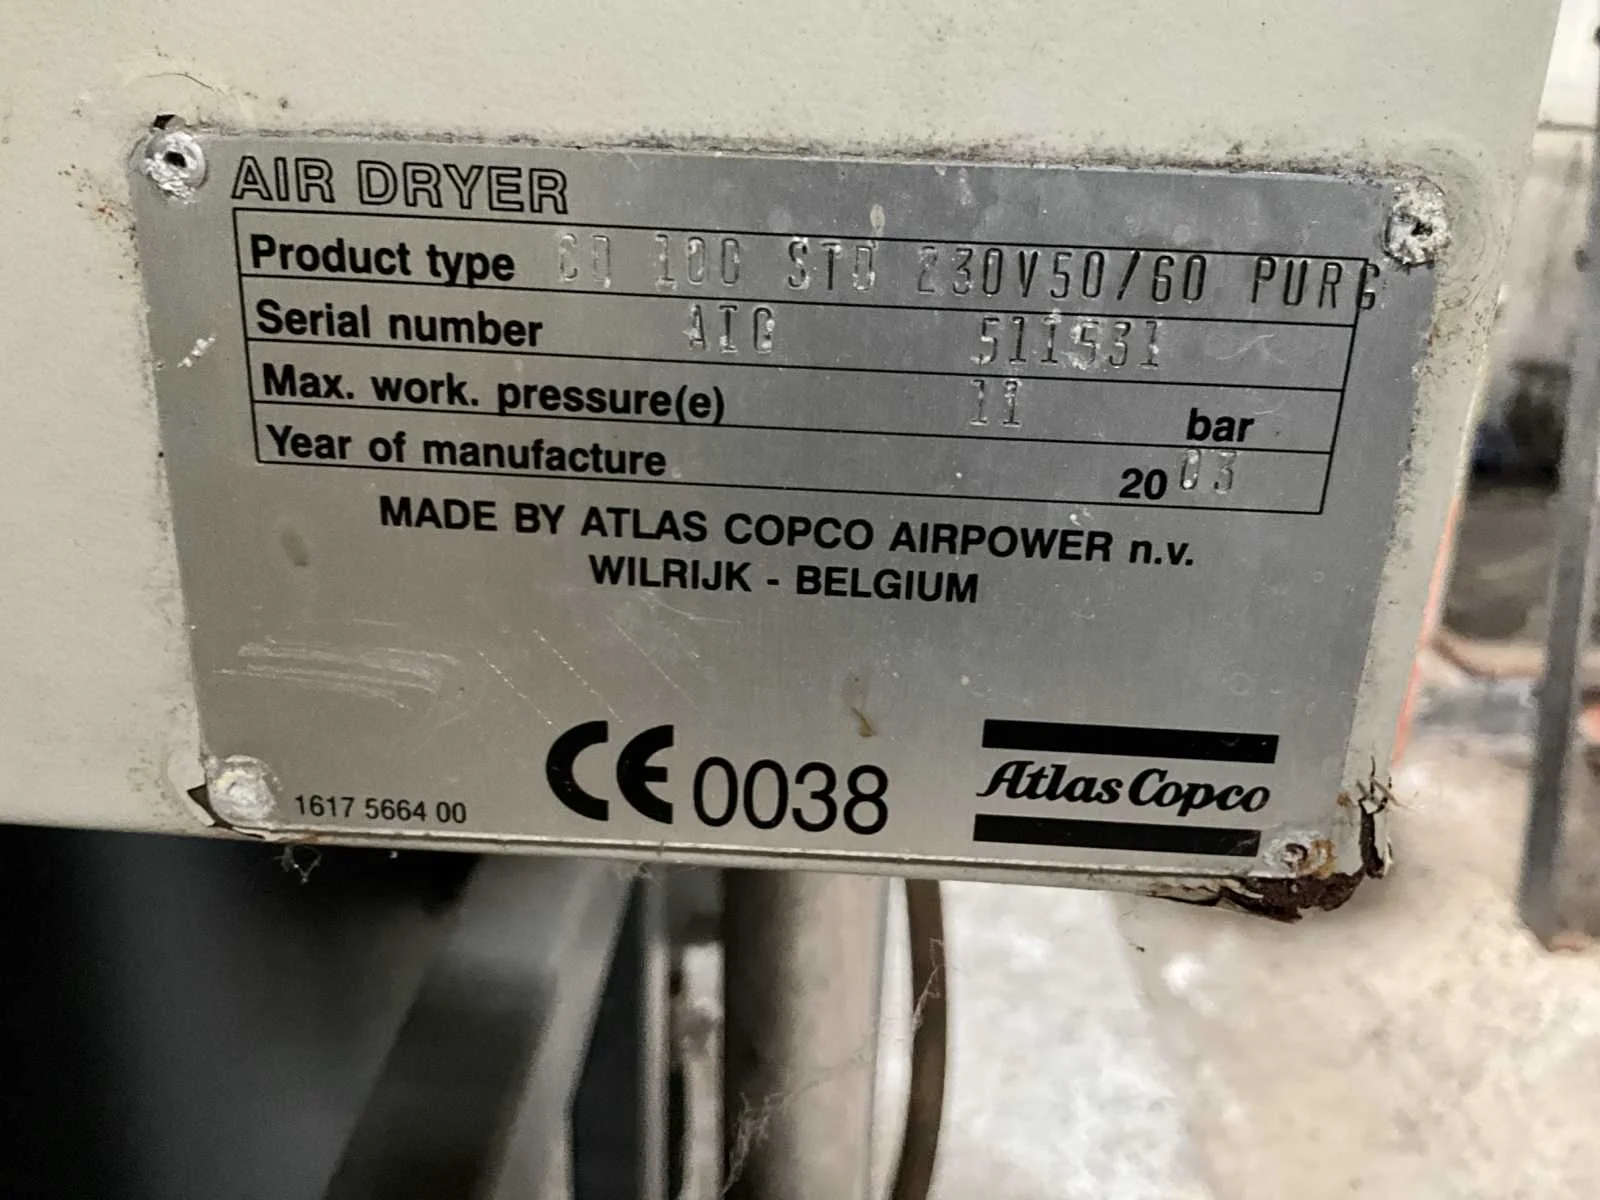 AIR DRYER
Product type CD 100 STD 230V50/60 PURG
Serial number AIQ 511531
Max. work. pressure(e) 11 bar
Year of manufacture 2003
MADE BY ATLAS COPCO AIRPOWER n.v.
WILRIJK - BELGIUM
1617 5664 00
CE 0038
Atlas Copco